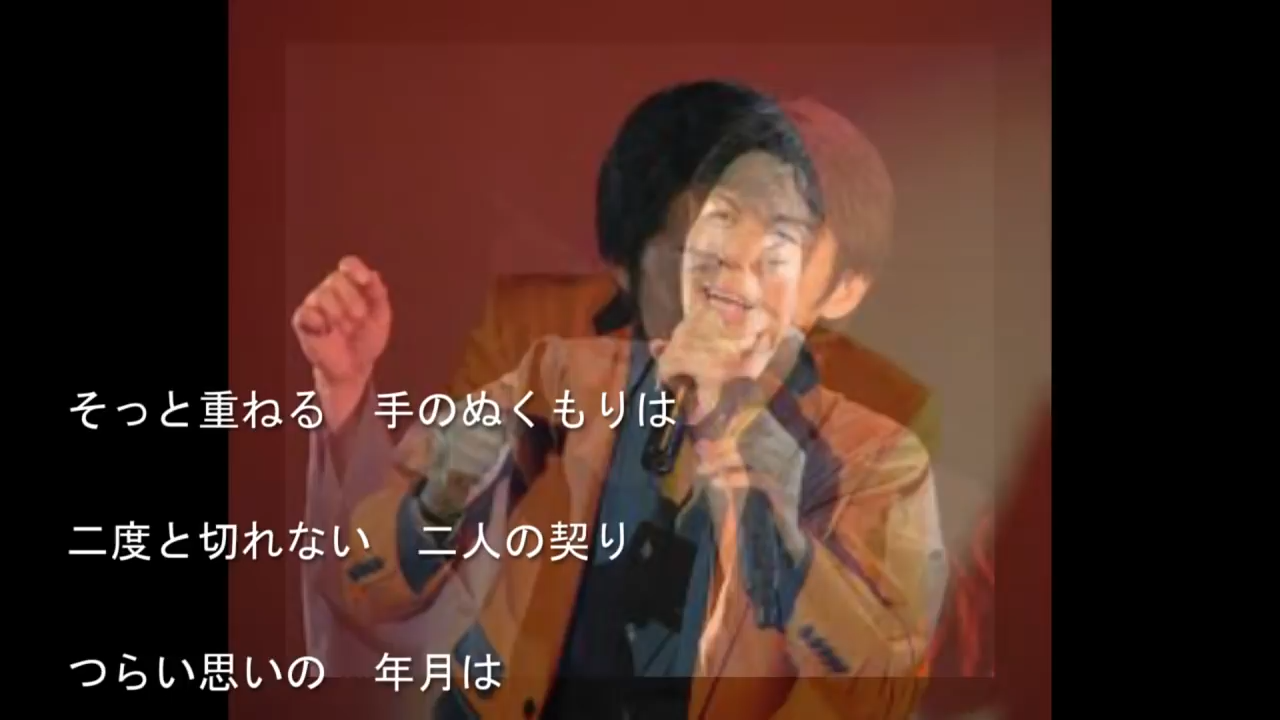 そっと重ねる　手のぬくもりは
二度と切れない　二人の契り
つらい思いの　年月は